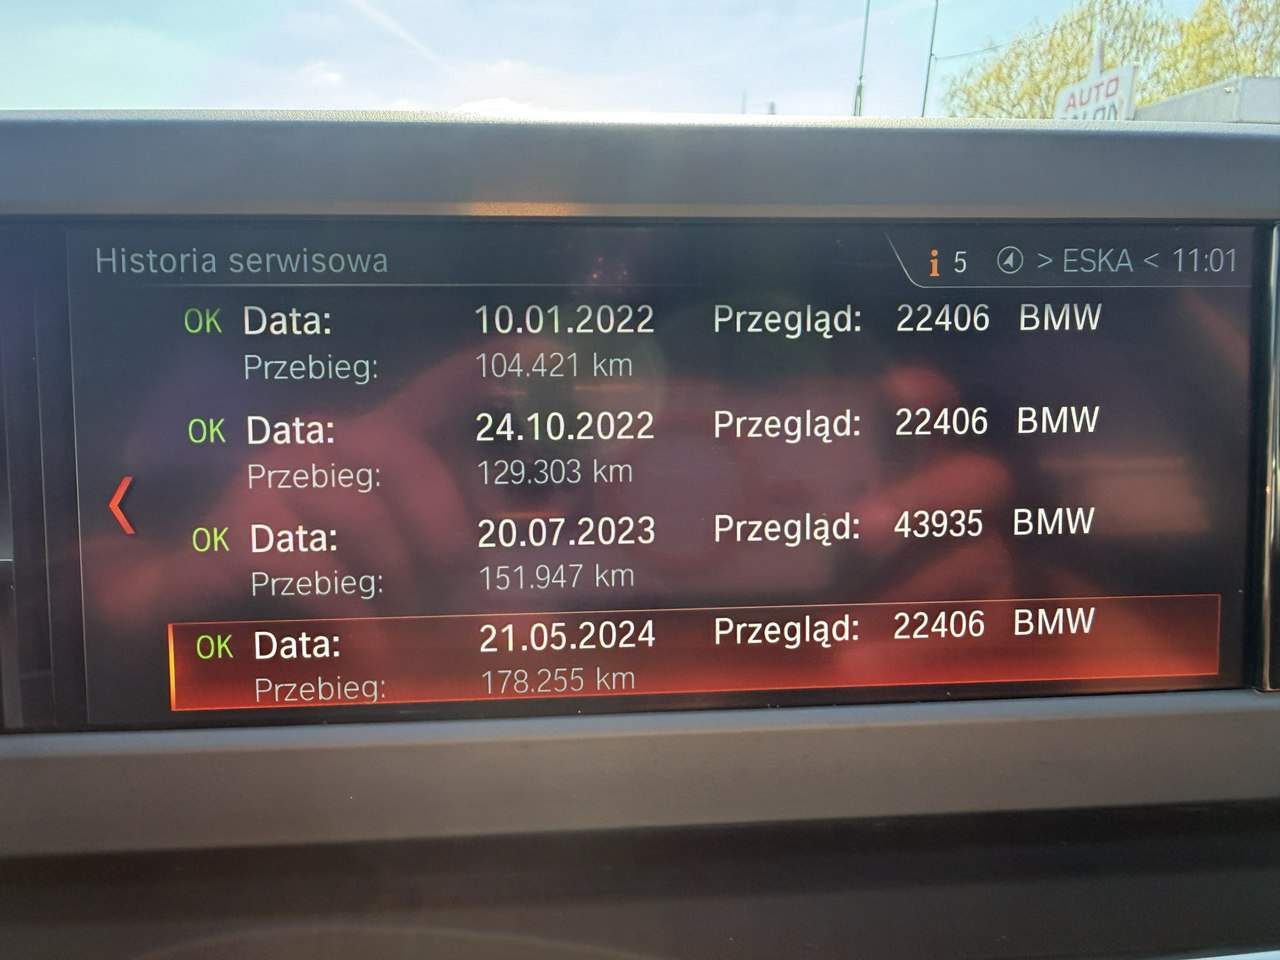 AUTO
Historia serwisowa
i 5 > ESKA < 11:01
OK Data: 10.01.2022 Przegląd: 22406 BMW
Przebieg: 104.421 km
OK Data: 24.10.2022 Przegląd: 22406 BMW
Przebieg: 129.303 km
OK Data: 20.07.2023 Przegląd: 43935 BMW
Przebieg: 151.947 km
OK Data: 21.05.2024 Przegląd: 22406 BMW
Przebieg: 178.255 km